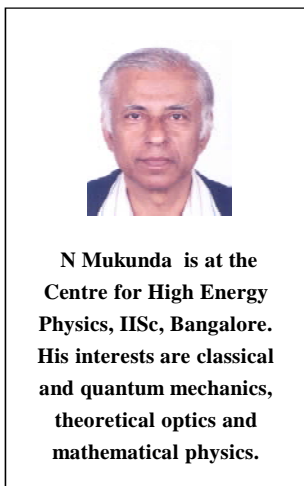 N Mukunda is at the
Centre for High Energy
Physics, IISc, Bangalore.
His interests are classical
and quantum mechanics,
theoretical optics and
mathematical physics.